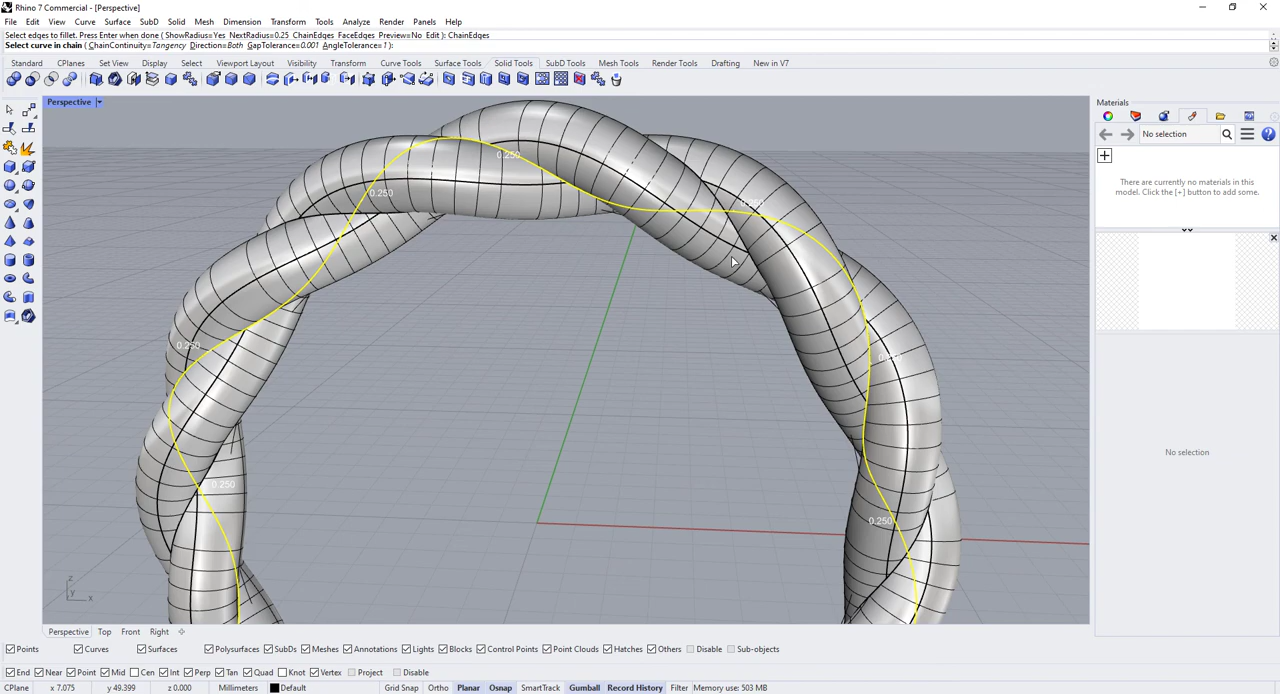 Rhino 7 Commercial - [Perspective]
File Edit View Curve Surface SubD Solid Mesh Dimension Transform Tools Analyze Render Panels Help
Select edges to fillet. Press Enter when done ( ShowRadius=Yes NextRadius=0.25 ChainEdges FaceEdges Preview=No Edit ): ChainEdges
Select curve in chain ( ChainContinuity=Tangency Direction=Both GapTolerance=0.001 AngleTolerance=1 ):
Standard CPlanes Set View Display Select Viewport Layout Visibility Transform Curve Tools Surface Tools Solid Tools SubD Tools Mesh Tools Render Tools Drafting New in V7
Perspective
Materials
No selection
There are currently no materials in this
model. Click the [+] button to add some.
0.250
0.250
0.250
0.250
0.250
No selection
z
y x
Perspective Top Front Right
Points Curves Surfaces Polysurfaces SubDs Meshes Annotations Lights Blocks Control Points Point Clouds Hatches Others Disable Sub-objects
End Near Point Mid Cen Int Perp Tan Quad Knot Vertex Project Disable
CPlane x 7.075 y 49.399 z 0.000 Millimeters Default Grid Snap Ortho Planar Osnap SmartTrack Gumball Record History Filter Memory use: 503 MB